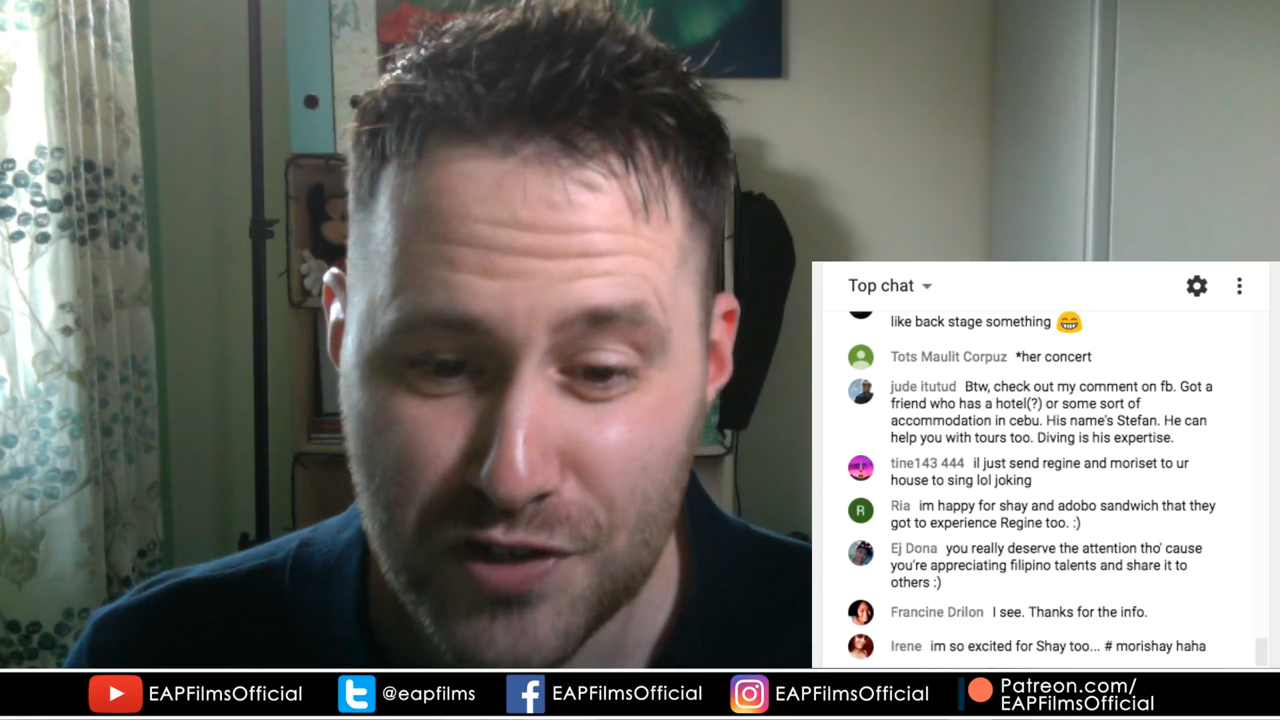 Top chat
like back stage something
Tots Maulit Corpuz *her concert
jude itutud Btw, check out my comment on fb. Got a
friend who has a hotel(?) or some sort of
accommodation in cebu. His name's Stefan. He can
help you with tours too. Diving is his expertise.
tine143 444 il just send regine and moriset to ur
house to sing lol joking
R
Ria im happy for shay and adobo sandwich that they
got to experience Regine too. :)
Ej Dona you really deserve the attention tho' cause
you're appreciating filipino talents and share it to
others :)
Francine Drilon I see. Thanks for the info.
Irene im so excited for Shay too... # morishay haha
EAPFilmsOfficial
@eapfilms
EAPFilmsOfficial
EAPFilmsOfficial
Patreon.com/
EAPFilmsOfficial